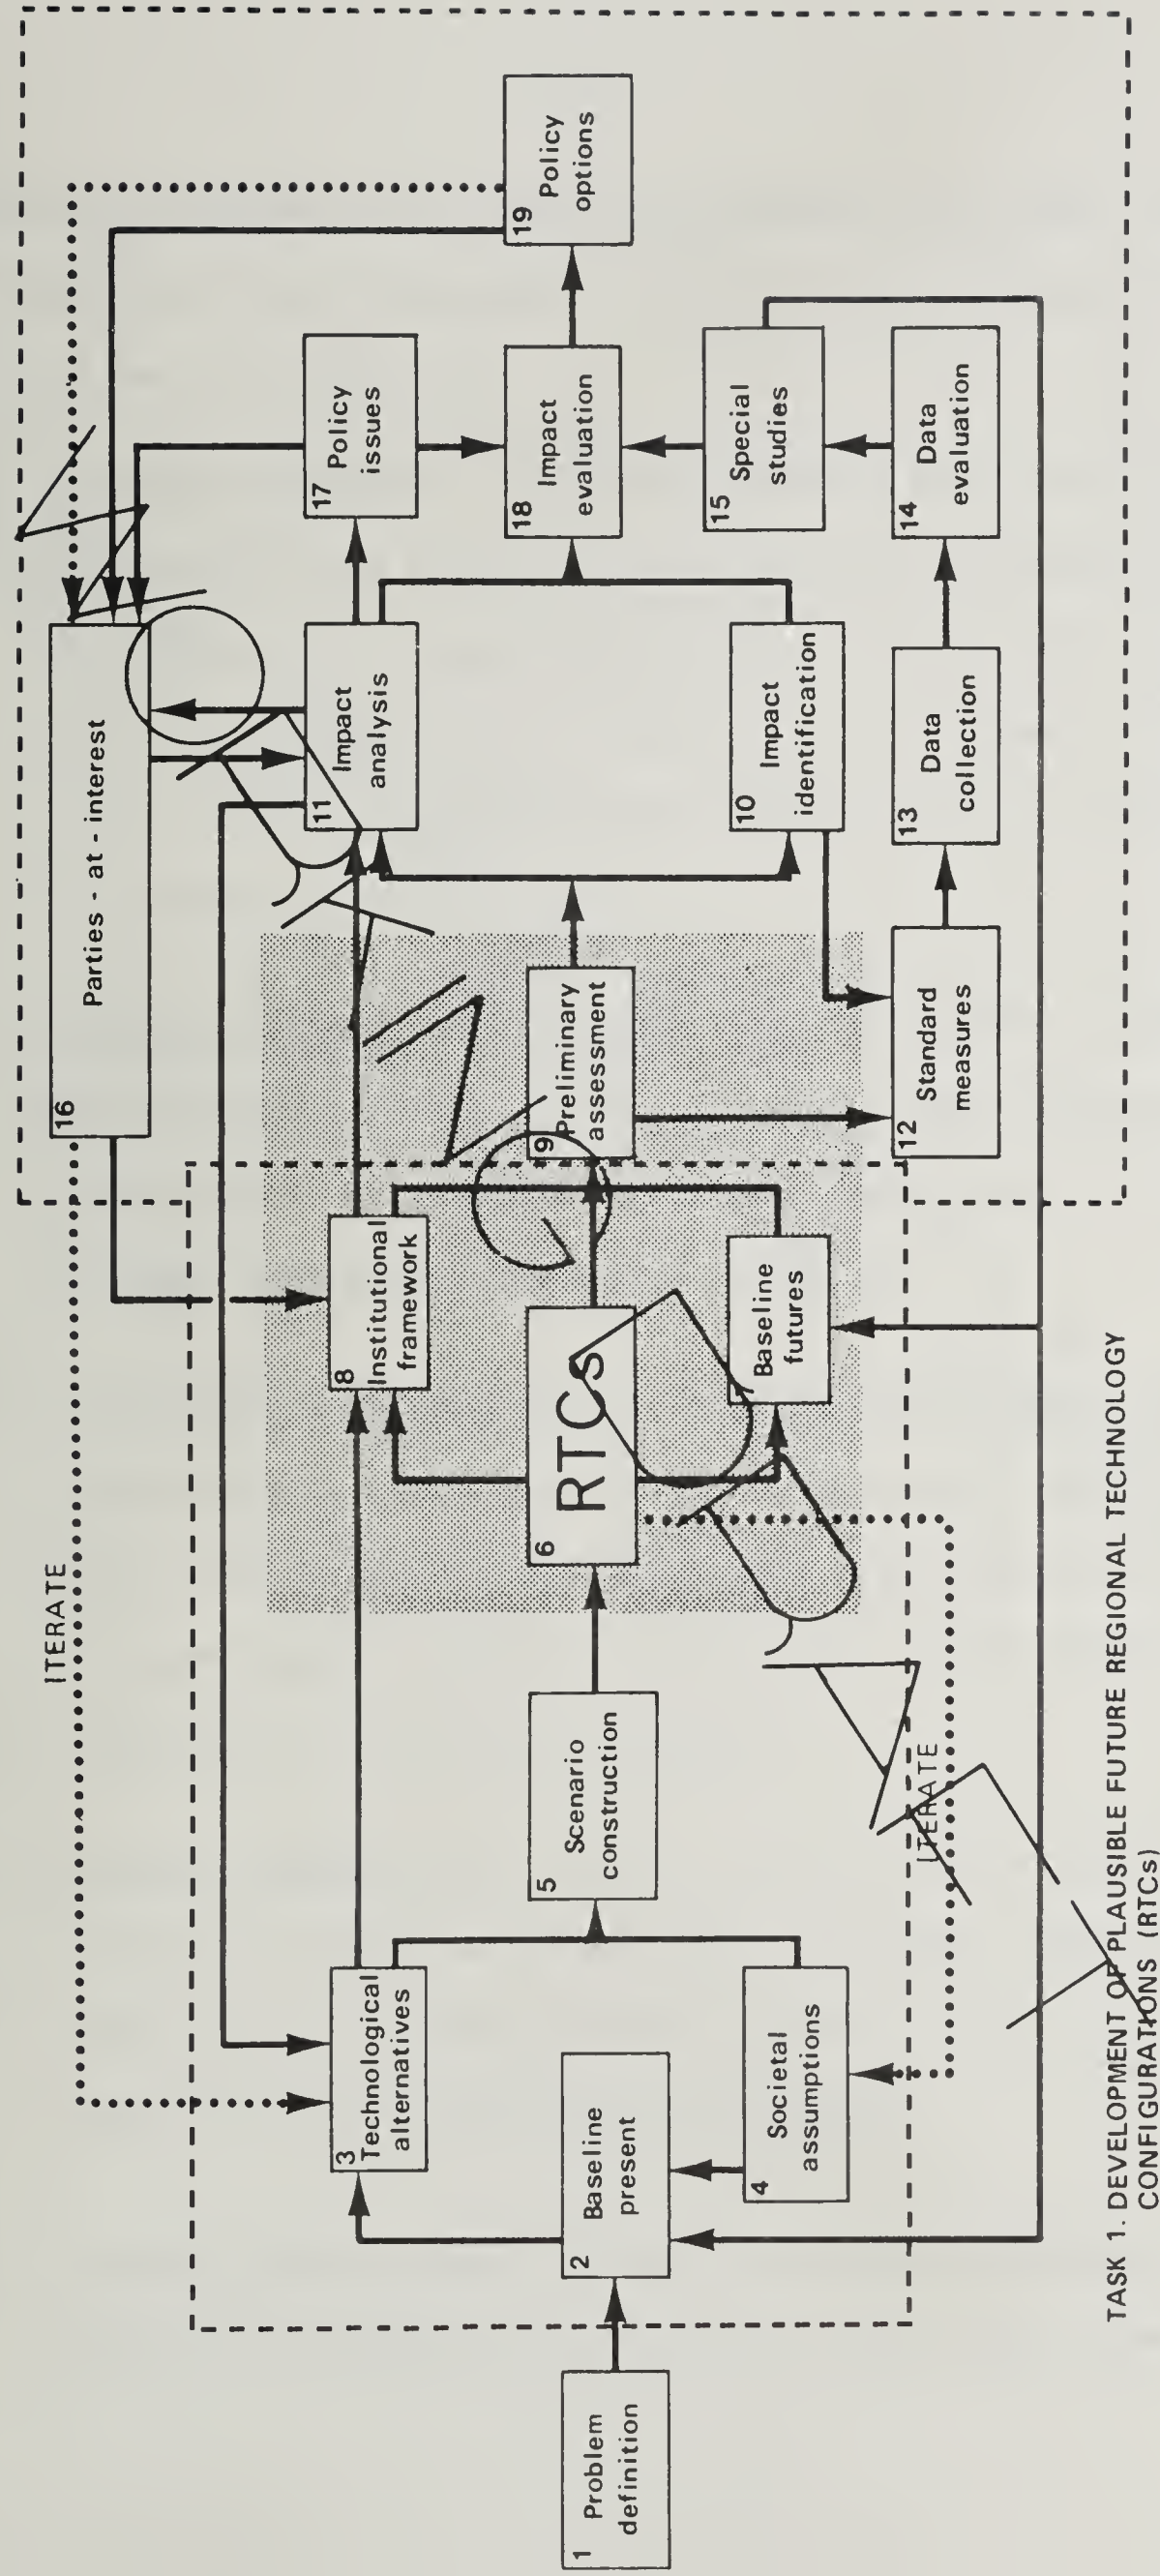 16
Parties - at - interest
ITERATE
3
Technological
alternatives
8
Institutional
framework
11
Impact
analysis
17
Policy
issues
1
Problem
definition
2
Baseline
present
5
Scenario
construction
6
RTCs
9
Preliminary
assessment
18
Impact
evaluation
19
Policy
options
4
Societal
assumptions
Baseline
futures
10
Impact
identification
15
Special
studies
ITERATE
12
Standard
measures
13
Data
collection
14
Data
evaluation
TASK 1. DEVELOPMENT OF PLAUSIBLE FUTURE REGIONAL TECHNOLOGY
CONFIGURATIONS (RTCs)
WORKING DRAFT